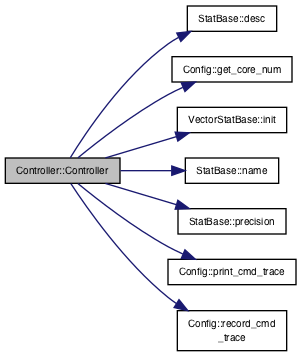 StatBase::desc
Config::get_core_num
VectorStatBase::init
Controller::Controller
StatBase::name
StatBase::precision
Config::print_cmd_trace
Config::record_cmd
_trace